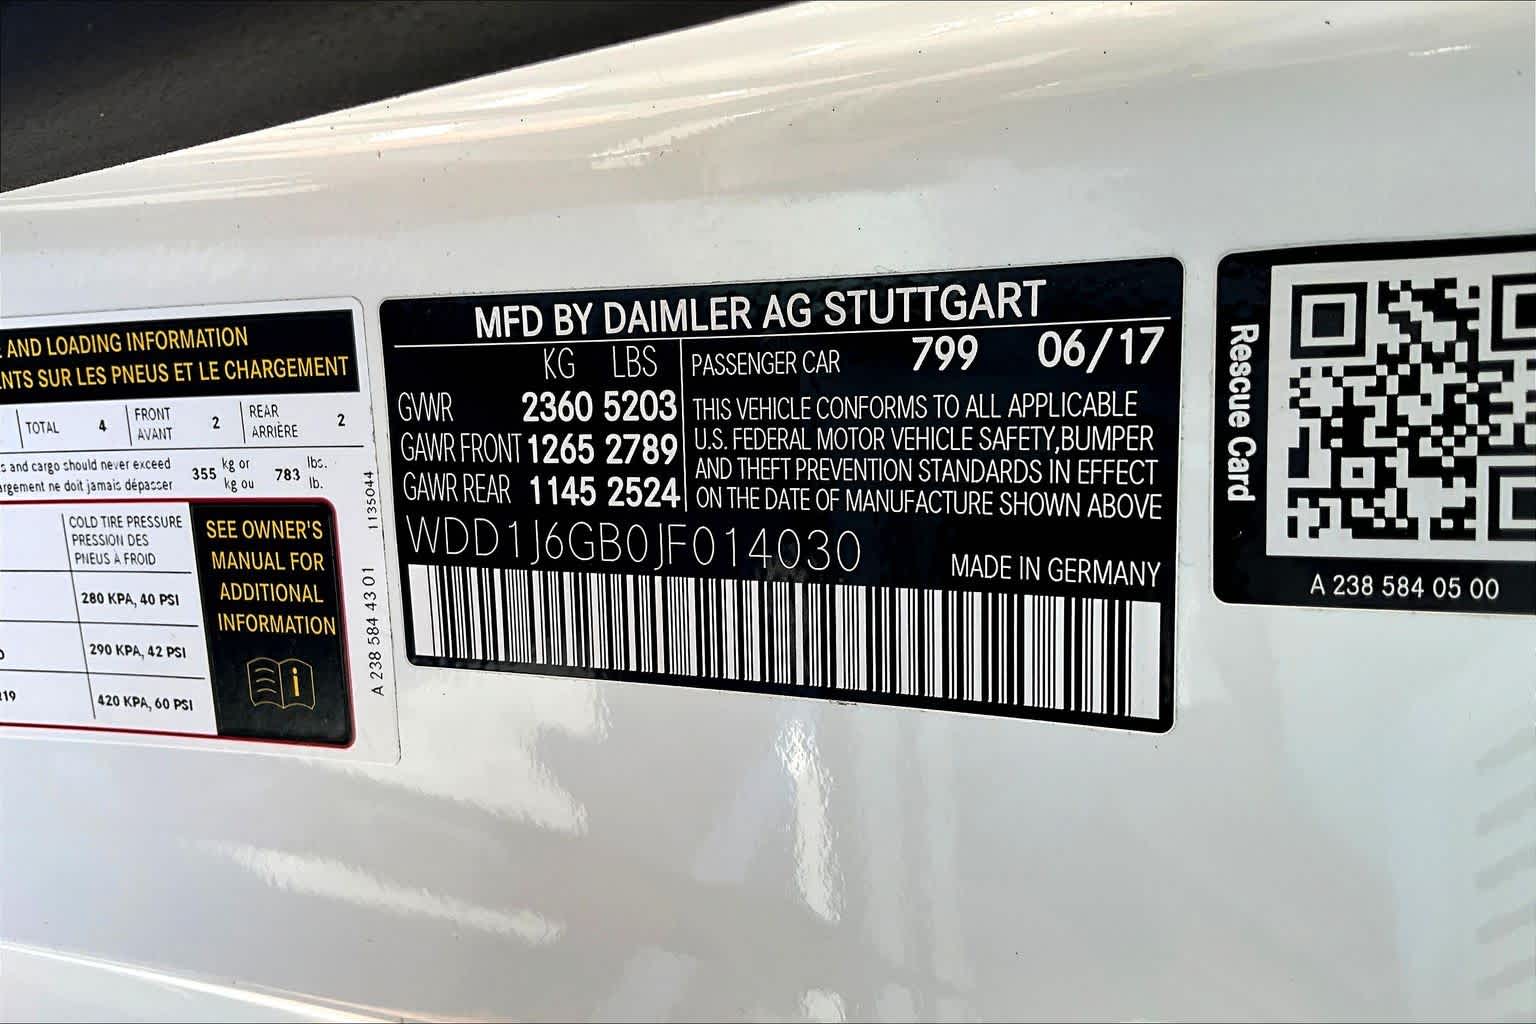 AND LOADING INFORMATION
NTS SUR LES PNEUS ET LE CHARGEMENT
TOTAL 4 FRONT AVANT 2 REAR ARRIÈRE 2
s and cargo should never exceed
argement ne doit jamais dépasser
355 kg or kg ou 783 lbs. lb.
COLD TIRE PRESSURE
PRESSION DES
PNEUS À FROID
280 KPA, 40 PSI
290 KPA, 42 PSI
420 KPA, 60 PSI
SEE OWNER'S
MANUAL FOR
ADDITIONAL
INFORMATION
1135044
A 238 584 43 01
MFD BY DAIMLER AG STUTTGART
KG LBS
GVWR 2360 5203
GAWR FRONT 1265 2789
GAWR REAR 1145 2524
PASSENGER CAR 799 06/17
THIS VEHICLE CONFORMS TO ALL APPLICABLE
U.S. FEDERAL MOTOR VEHICLE SAFETY,BUMPER
AND THEFT PREVENTION STANDARDS IN EFFECT
ON THE DATE OF MANUFACTURE SHOWN ABOVE
WDD1J6GB0JF014030
MADE IN GERMANY
Rescue Card
A 238 584 05 00